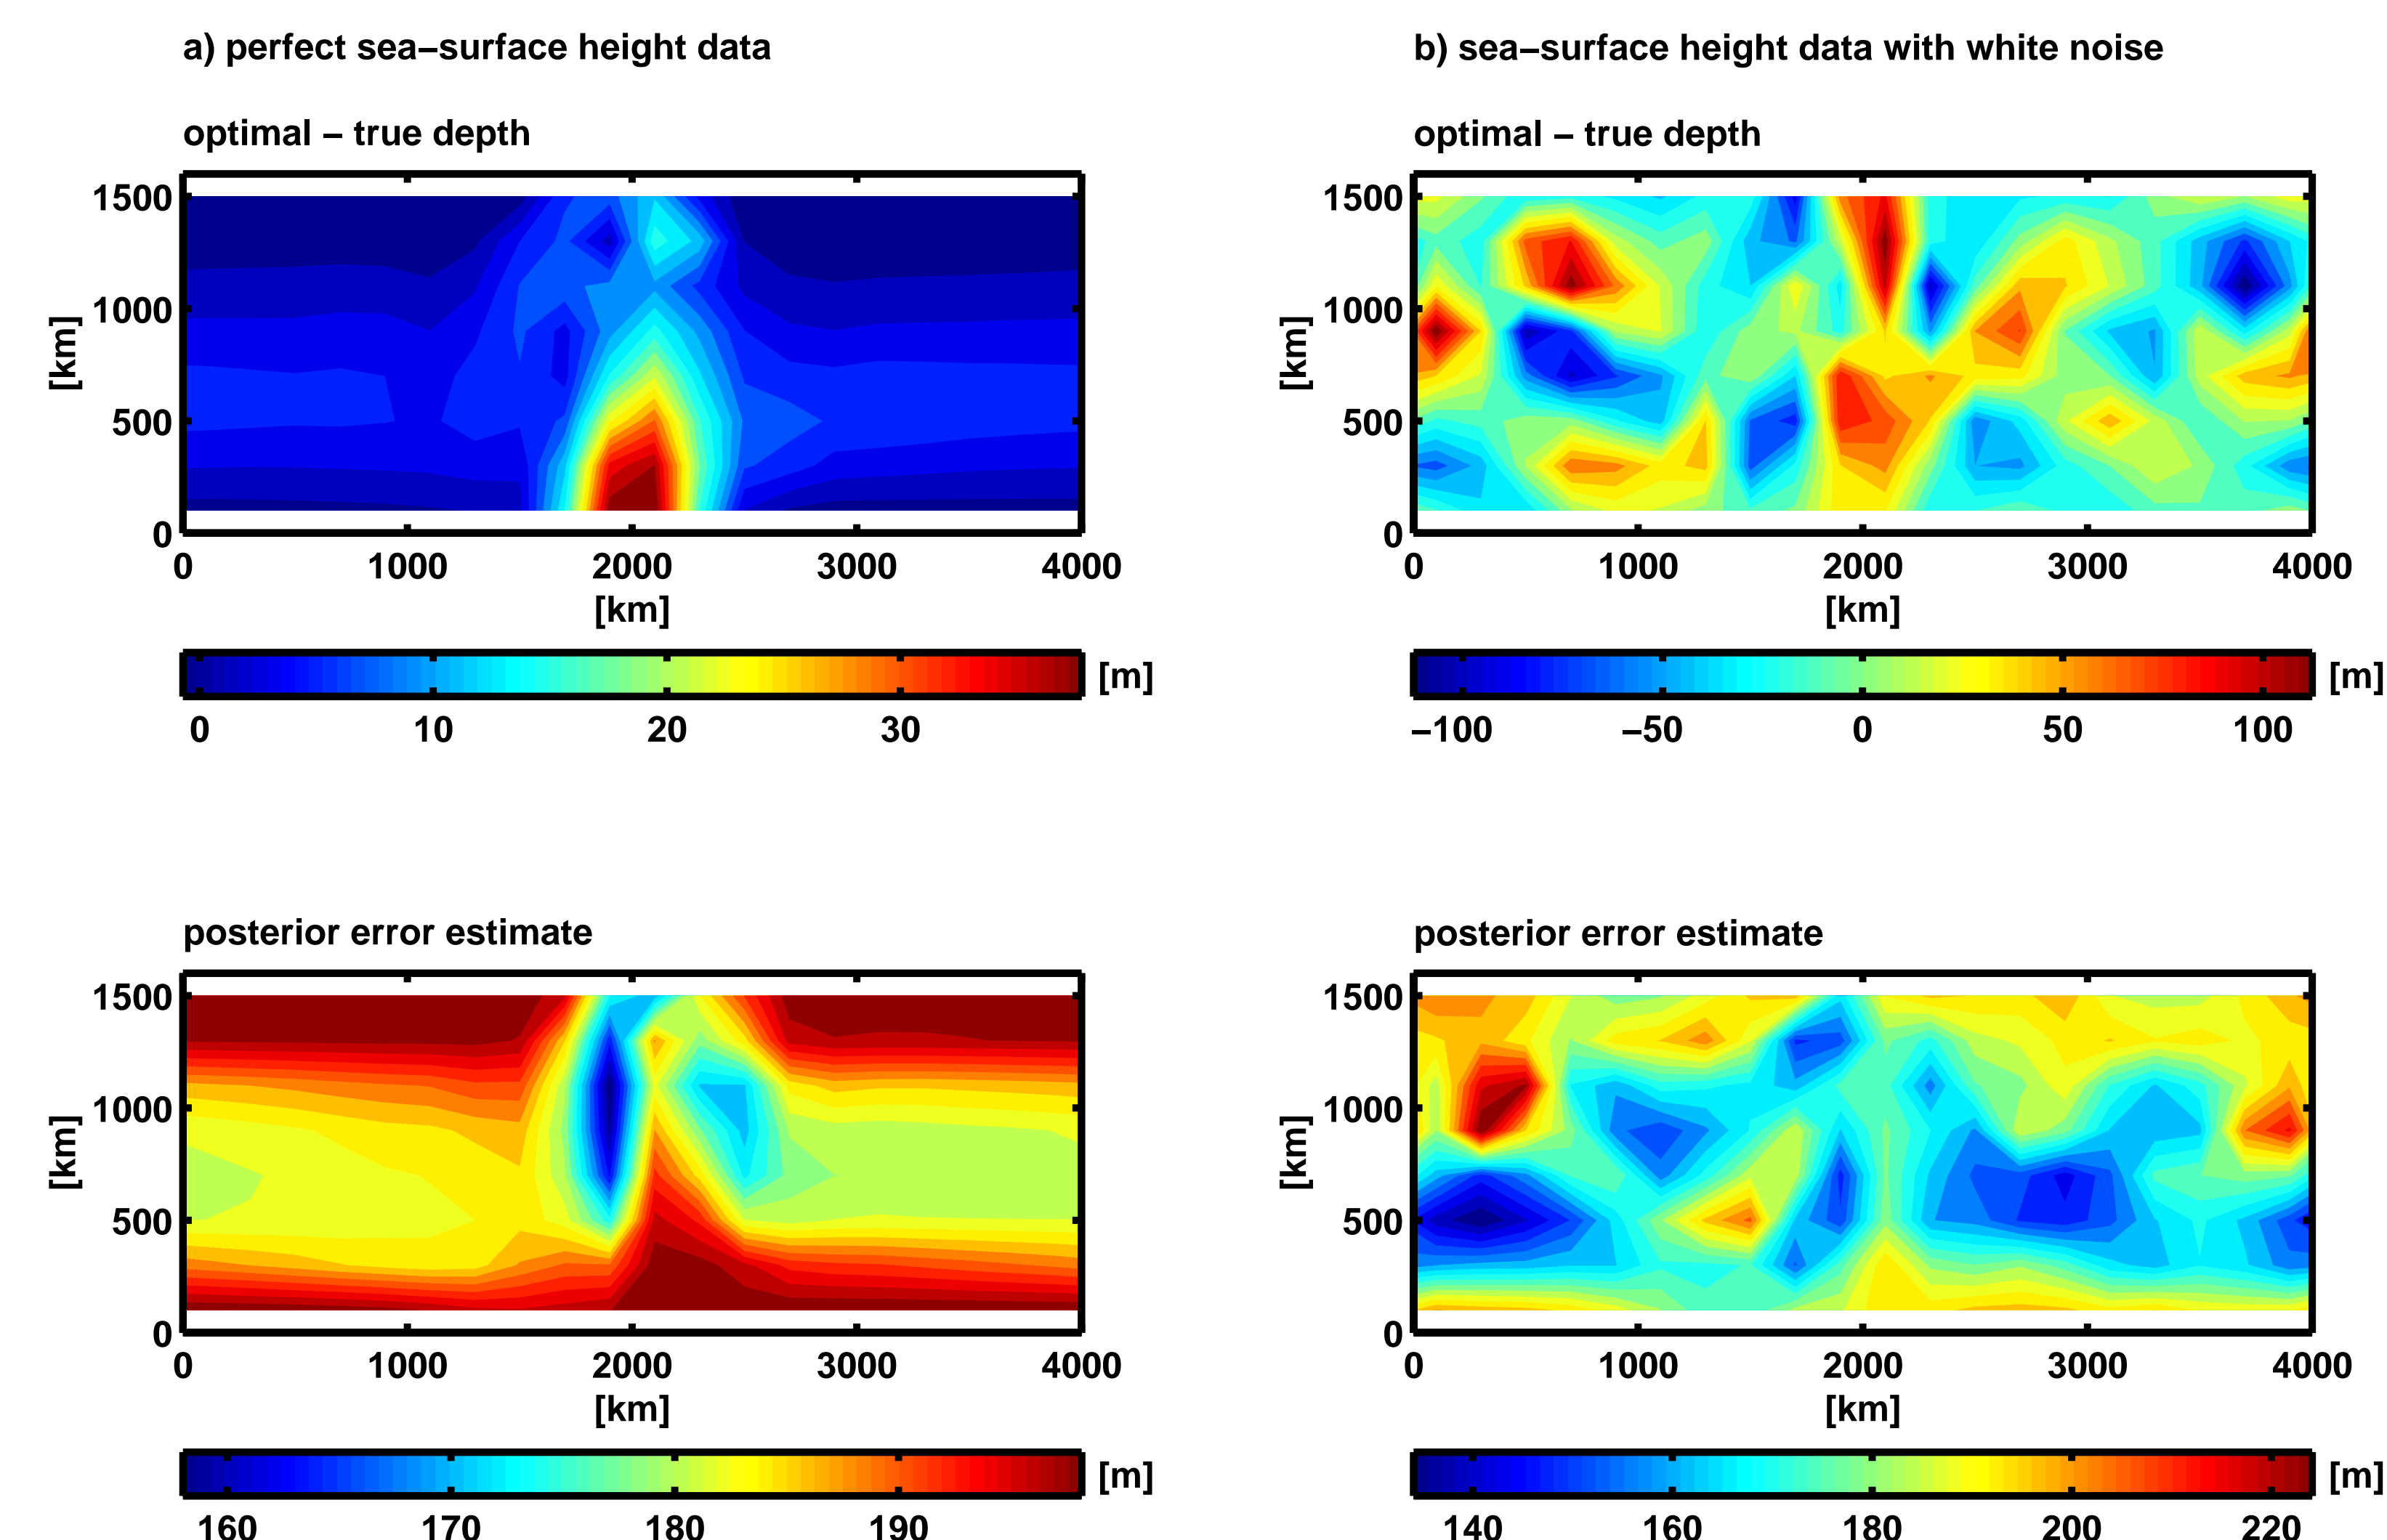 a) perfect sea–surface height data
b) sea–surface height data with white noise
optimal – true depth
optimal – true depth
1500
1000
500
0
[km]
0 1000 2000 3000 4000
[km]
[m]
0 10 20 30
1500
1000
500
0
[km]
0 1000 2000 3000 4000
[km]
[m]
–100 –50 0 50 100
posterior error estimate
posterior error estimate
1500
1000
500
0
[km]
0 1000 2000 3000 4000
[km]
[m]
160 170 180 190
1500
1000
500
0
[km]
0 1000 2000 3000 4000
[km]
[m]
140 160 180 200 220